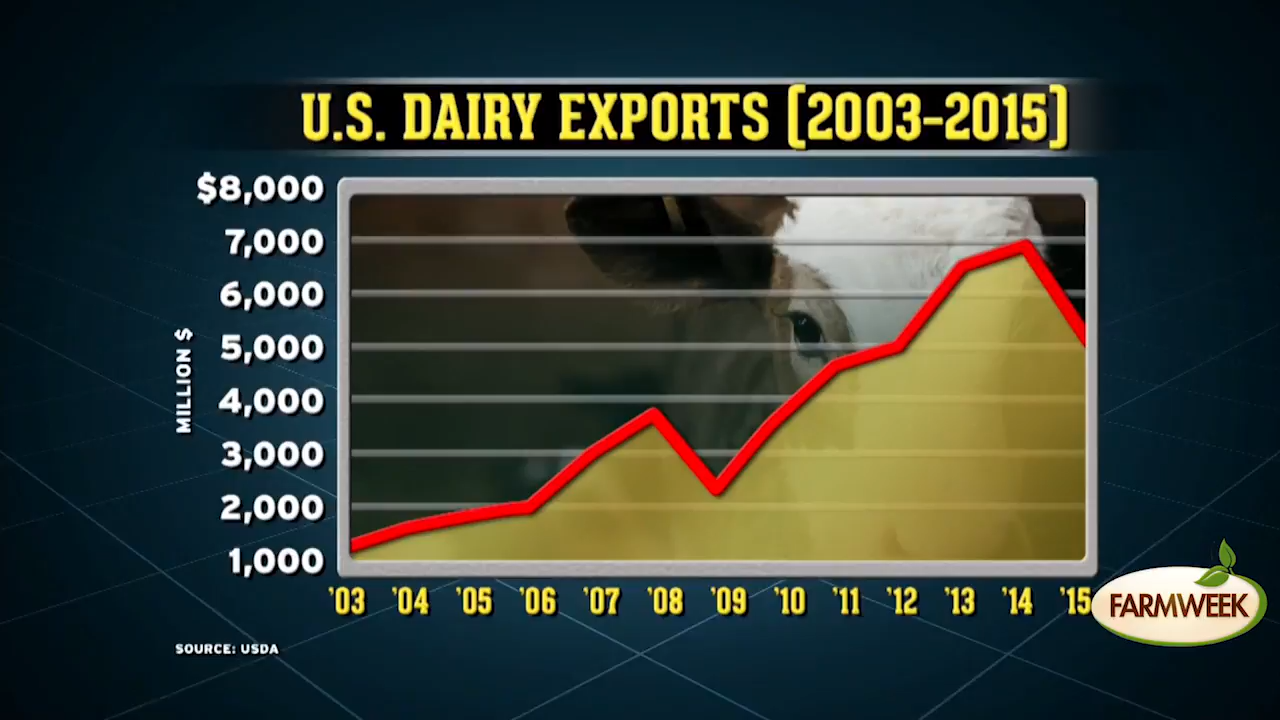 U.S. DAIRY EXPORTS (2003-2015)
$8,000
7,000
6,000
5,000
4,000
3,000
2,000
1,000
MILLION $
'03 '04 '05 '06 '07 '08 '09 '10 '11 '12 '13 '14 '15
FARMWEEK
SOURCE: USDA